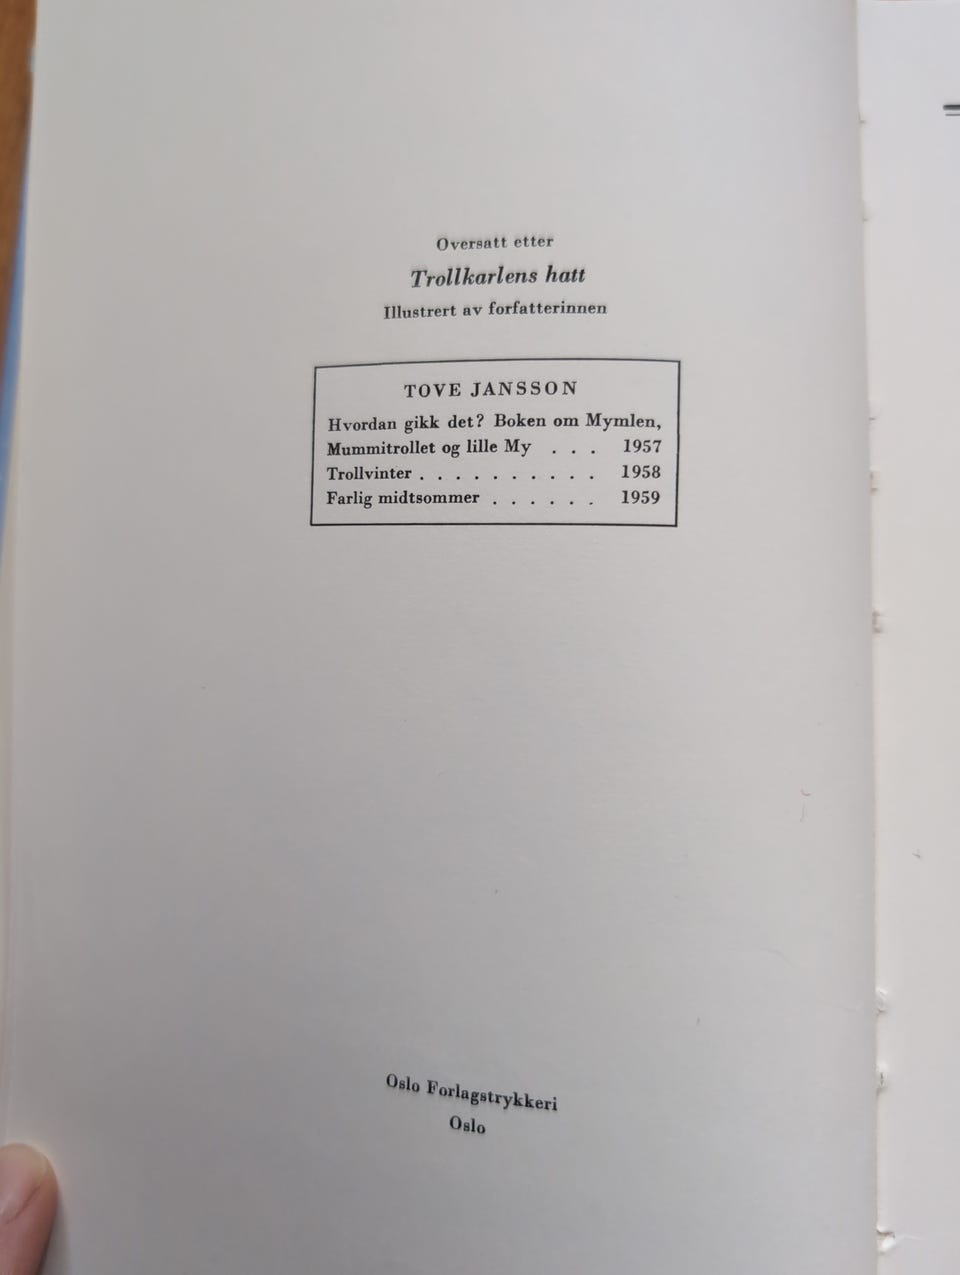 Oversatt etter
Trollkarlens hatt
Illustrert av forfatterinnen
TOVE JANSSON
Hvordan gikk det? Boken om Mymlen,
Mummitrollet og lille My . . . 1957
Trollvinter . . . . . . . . . . 1958
Farlig midtsommer . . . . . . 1959
Oslo Forlagstrykkeri
Oslo